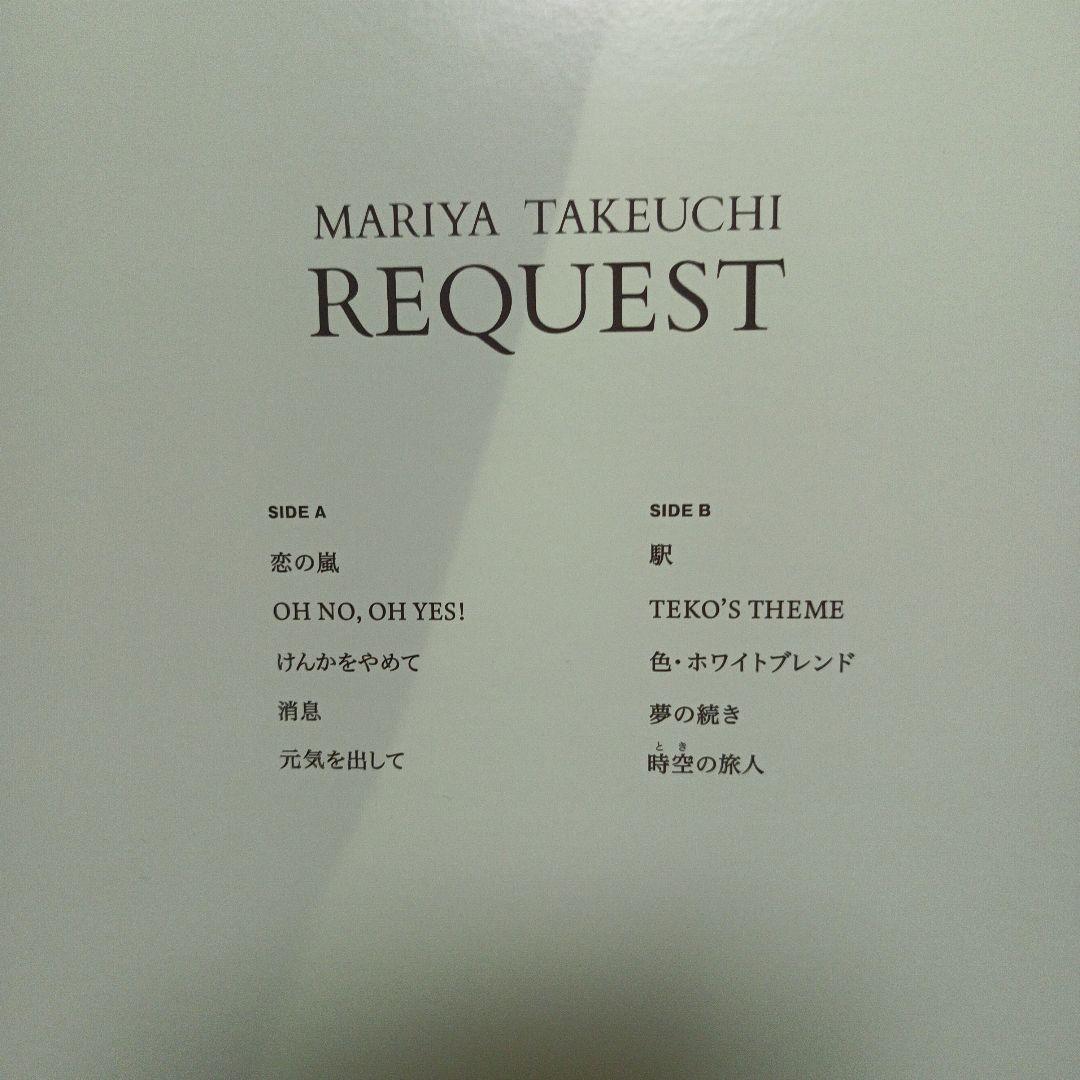 MARIYA TAKEUCHI
REQUEST
SIDE A
恋の嵐
OH NO, OH YES!
けんかをやめて
消息
元気を出して
SIDE B
駅
TEKO'S THEME
色・ホワイトブレンド
夢の続き
とき
時空の旅人